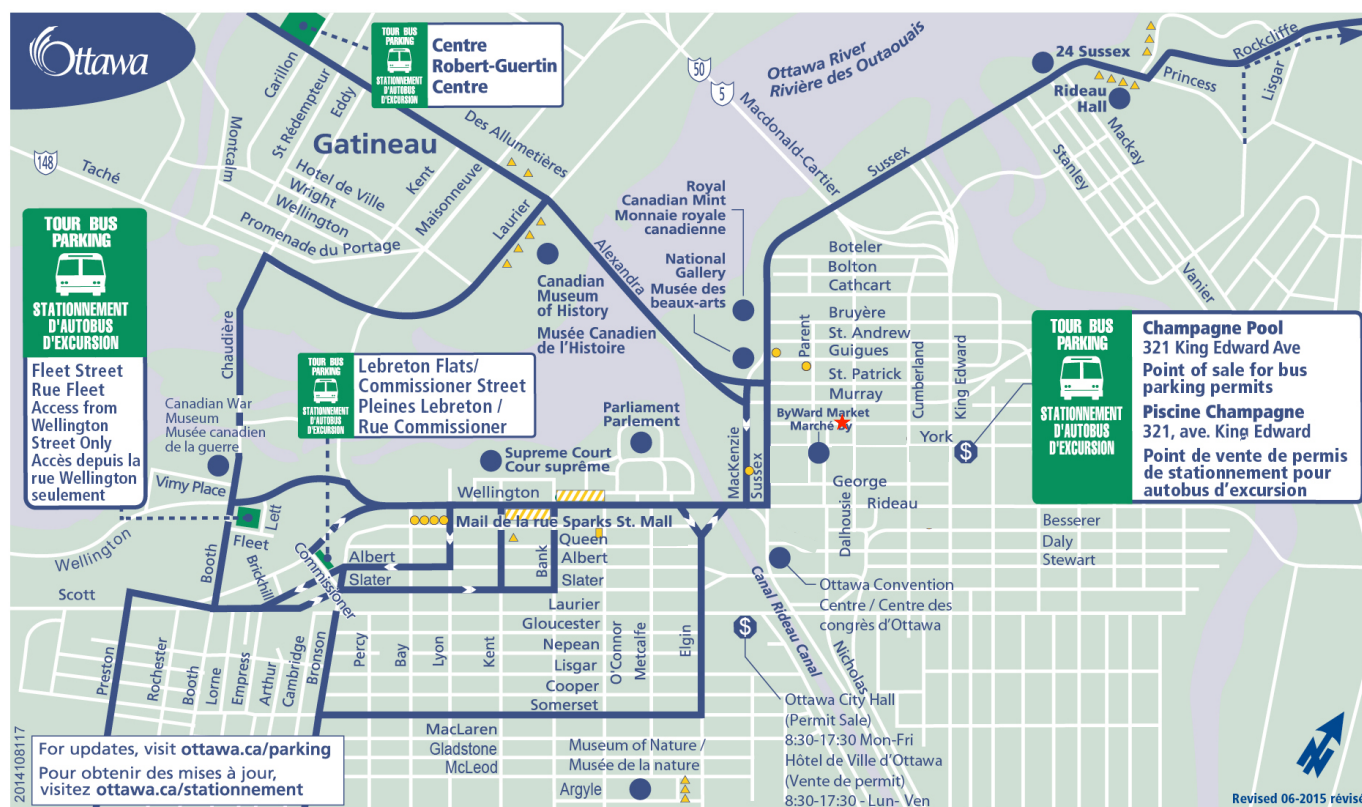 Ottawa
TOUR BUS
PARKING
STATIONNEMENT
D'AUTOBUS
D'EXCURSION
Centre
Robert-Guertin
Centre
Carillon
St Rédempteur
Eddy
Montcalm
Gatineau
Des Allumetières
148
Taché
Hotel de Ville
Wright
Wellington
Kent
Maisonneuve
Promenade du Portage
Laurier
Alexandra
50
5
Ottawa River
Rivière des Outaouais
Macdonald-Cartier
Sussex
24 Sussex
Rideau
Hall
Princess
Rockcliffe
Lisgar
Mackay
Stanley
Vanier
TOUR BUS
PARKING
STATIONNEMENT
D'AUTOBUS
D'EXCURSION
Fleet Street
Rue Fleet
Access from
Wellington
Street Only
Accès depuis la
rue Wellington
seulement
Chaudière
Canadian War
Museum
Musée canadien
de la guerre
TOUR BUS
PARKING
STATIONNEMENT
D'AUTOBUS
D'EXCURSION
Lebreton Flats/
Commissioner Street
Pleines Lebreton /
Rue Commissioner
Canadian
Museum
of History
Musée Canadien
de l'Histoire
Royal
Canadian Mint
Monnaie royale
canadienne
National
Gallery
Musée des
beaux-arts
Parliament
Parlement
Supreme Court
Cour suprême
Boteler
Bolton
Cathcart
Bruyère
St. Andrew
Guigues
St. Patrick
Murray
Parent
Cumberland
King Edward
ByWard Market
Marché By
York
$
George
Rideau
Dalhousie
MacKenzie
Sussex
TOUR BUS
PARKING
STATIONNEMENT
D'AUTOBUS
D'EXCURSION
Champagne Pool
321 King Edward Ave
Point of sale for bus
parking permits
Piscine Champagne
321, ave. King Edward
Point de vente de permis
de stationnement pour
autobus d'excursion
Besserer
Daly
Stewart
Vimy Place
Wellington
Lett
Fleet
Booth
Brickhill
Commissioner
Scott
Wellington
Mail de la rue Sparks St. Mall
Queen
Albert
Albert
Slater
Slater
Bank
Laurier
Gloucester
Nepean
Lisgar
Cooper
Somerset
Preston
Rochester
Booth
Lorne
Empress
Arthur
Cambridge
Bronson
Percy
Bay
Lyon
Kent
O'Connor
Metcalfe
Elgin
MacLaren
Gladstone
McLeod
Argyle
Museum of Nature /
Musée de la nature
Canal Rideau Canal
Nicholas
Ottawa Convention
Centre / Centre des
congrès d'Ottawa
$
Ottawa City Hall
(Permit Sale)
8:30-17:30 Mon-Fri
Hôtel de Ville d'Ottawa
(Vente de permit)
8:30-17:30 - Lun- Ven
2014108117
For updates, visit ottawa.ca/parking
Pour obtenir des mises à jour,
visitez ottawa.ca/stationnement
N
Revised 06-2015 révisé